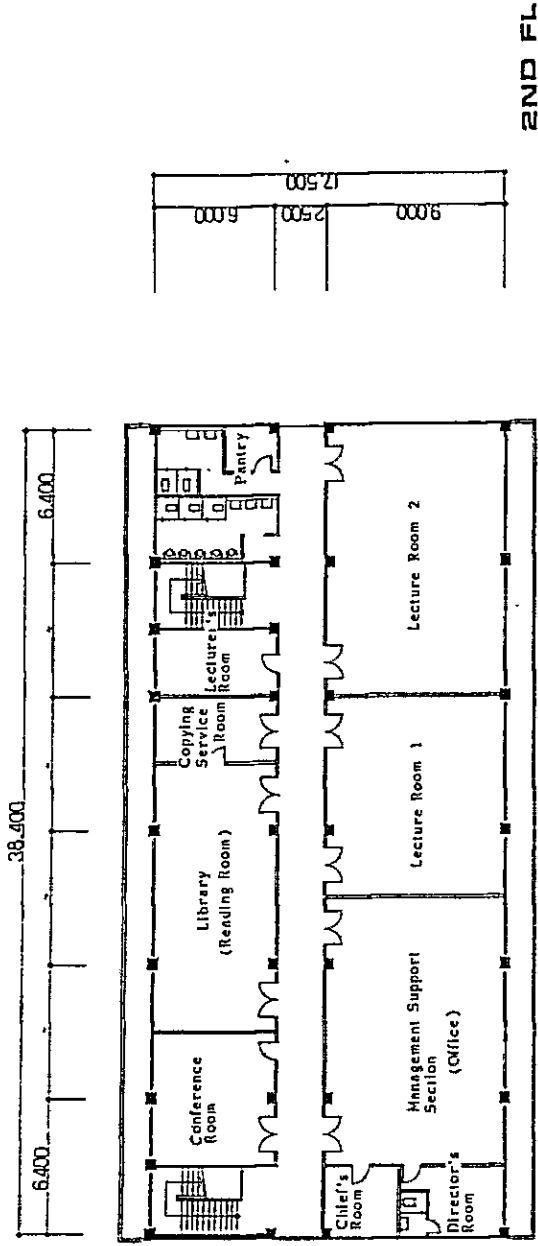 2ND FL
38.400
6.400
6.400
17.500
6.000
2.500
9.000
Conference
Room
Library
(Reading Room)
Copying
Service
Room
Lecturer's
Room
Pantry
Chief's
Room
Director's
Room
Management Support
Section
(Office)
Lecture Room 1
Lecture Room 2